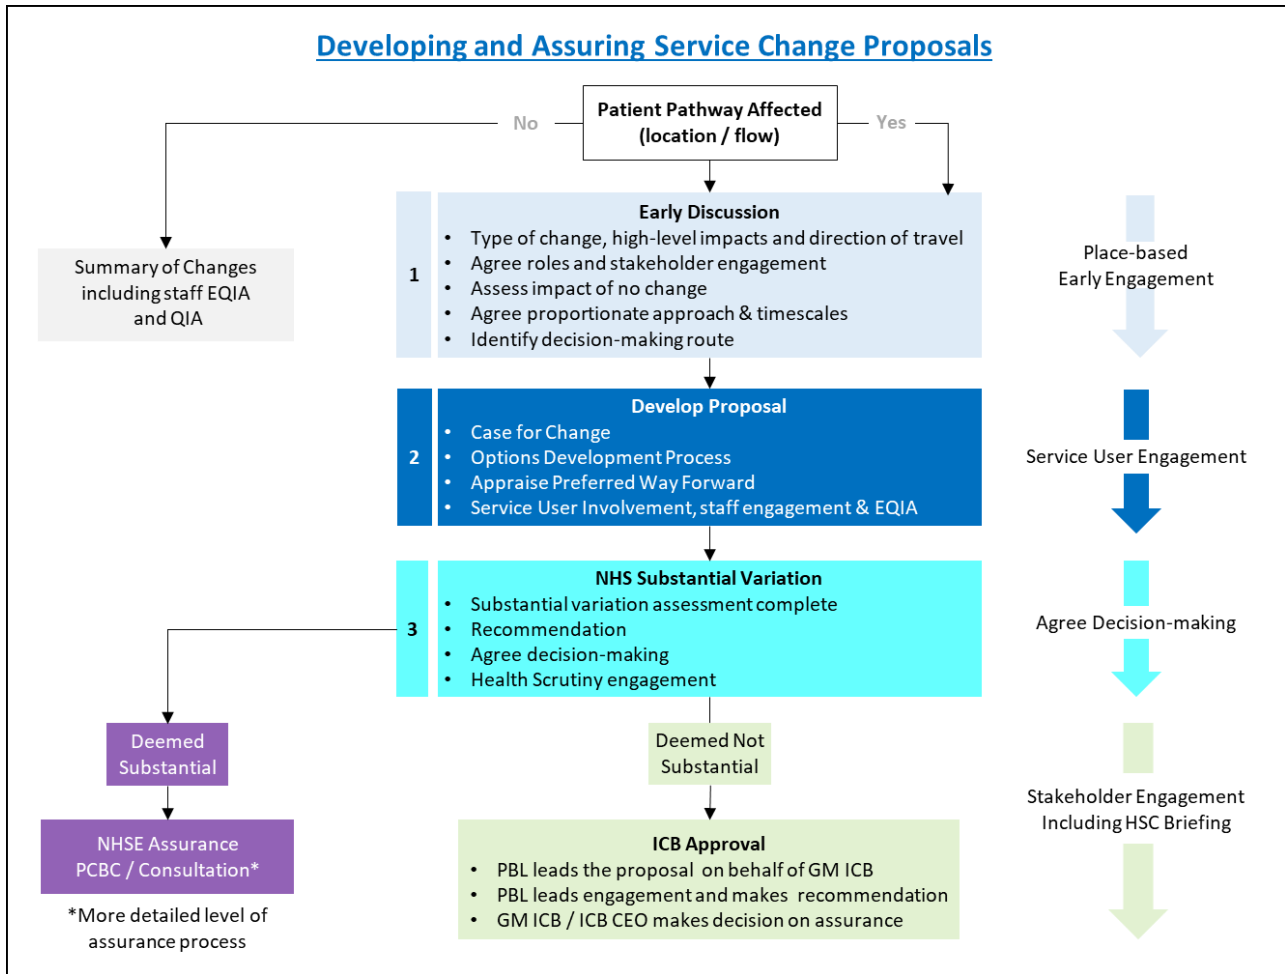 Developing and Assuring Service Change Proposals
Patient Pathway Affected
(location / flow)
No
Yes
Summary of Changes
including staff EQIA
and QIA
1
Early Discussion
• Type of change, high-level impacts and direction of travel
• Agree roles and stakeholder engagement
• Assess impact of no change
• Agree proportionate approach & timescales
• Identify decision-making route
Place-based
Early Engagement
2
Develop Proposal
• Case for Change
• Options Development Process
• Appraise Preferred Way Forward
• Service User Involvement, staff engagement & EQIA
Service User Engagement
3
NHS Substantial Variation
• Substantial variation assessment complete
• Recommendation
• Agree decision-making
• Health Scrutiny engagement
Agree Decision-making
Deemed
Substantial
Deemed Not
Substantial
NHSE Assurance
PCBC / Consultation*
*More detailed level of
assurance process
ICB Approval
• PBL leads the proposal on behalf of GM ICB
• PBL leads engagement and makes recommendation
• GM ICB / ICB CEO makes decision on assurance
Stakeholder Engagement
Including HSC Briefing